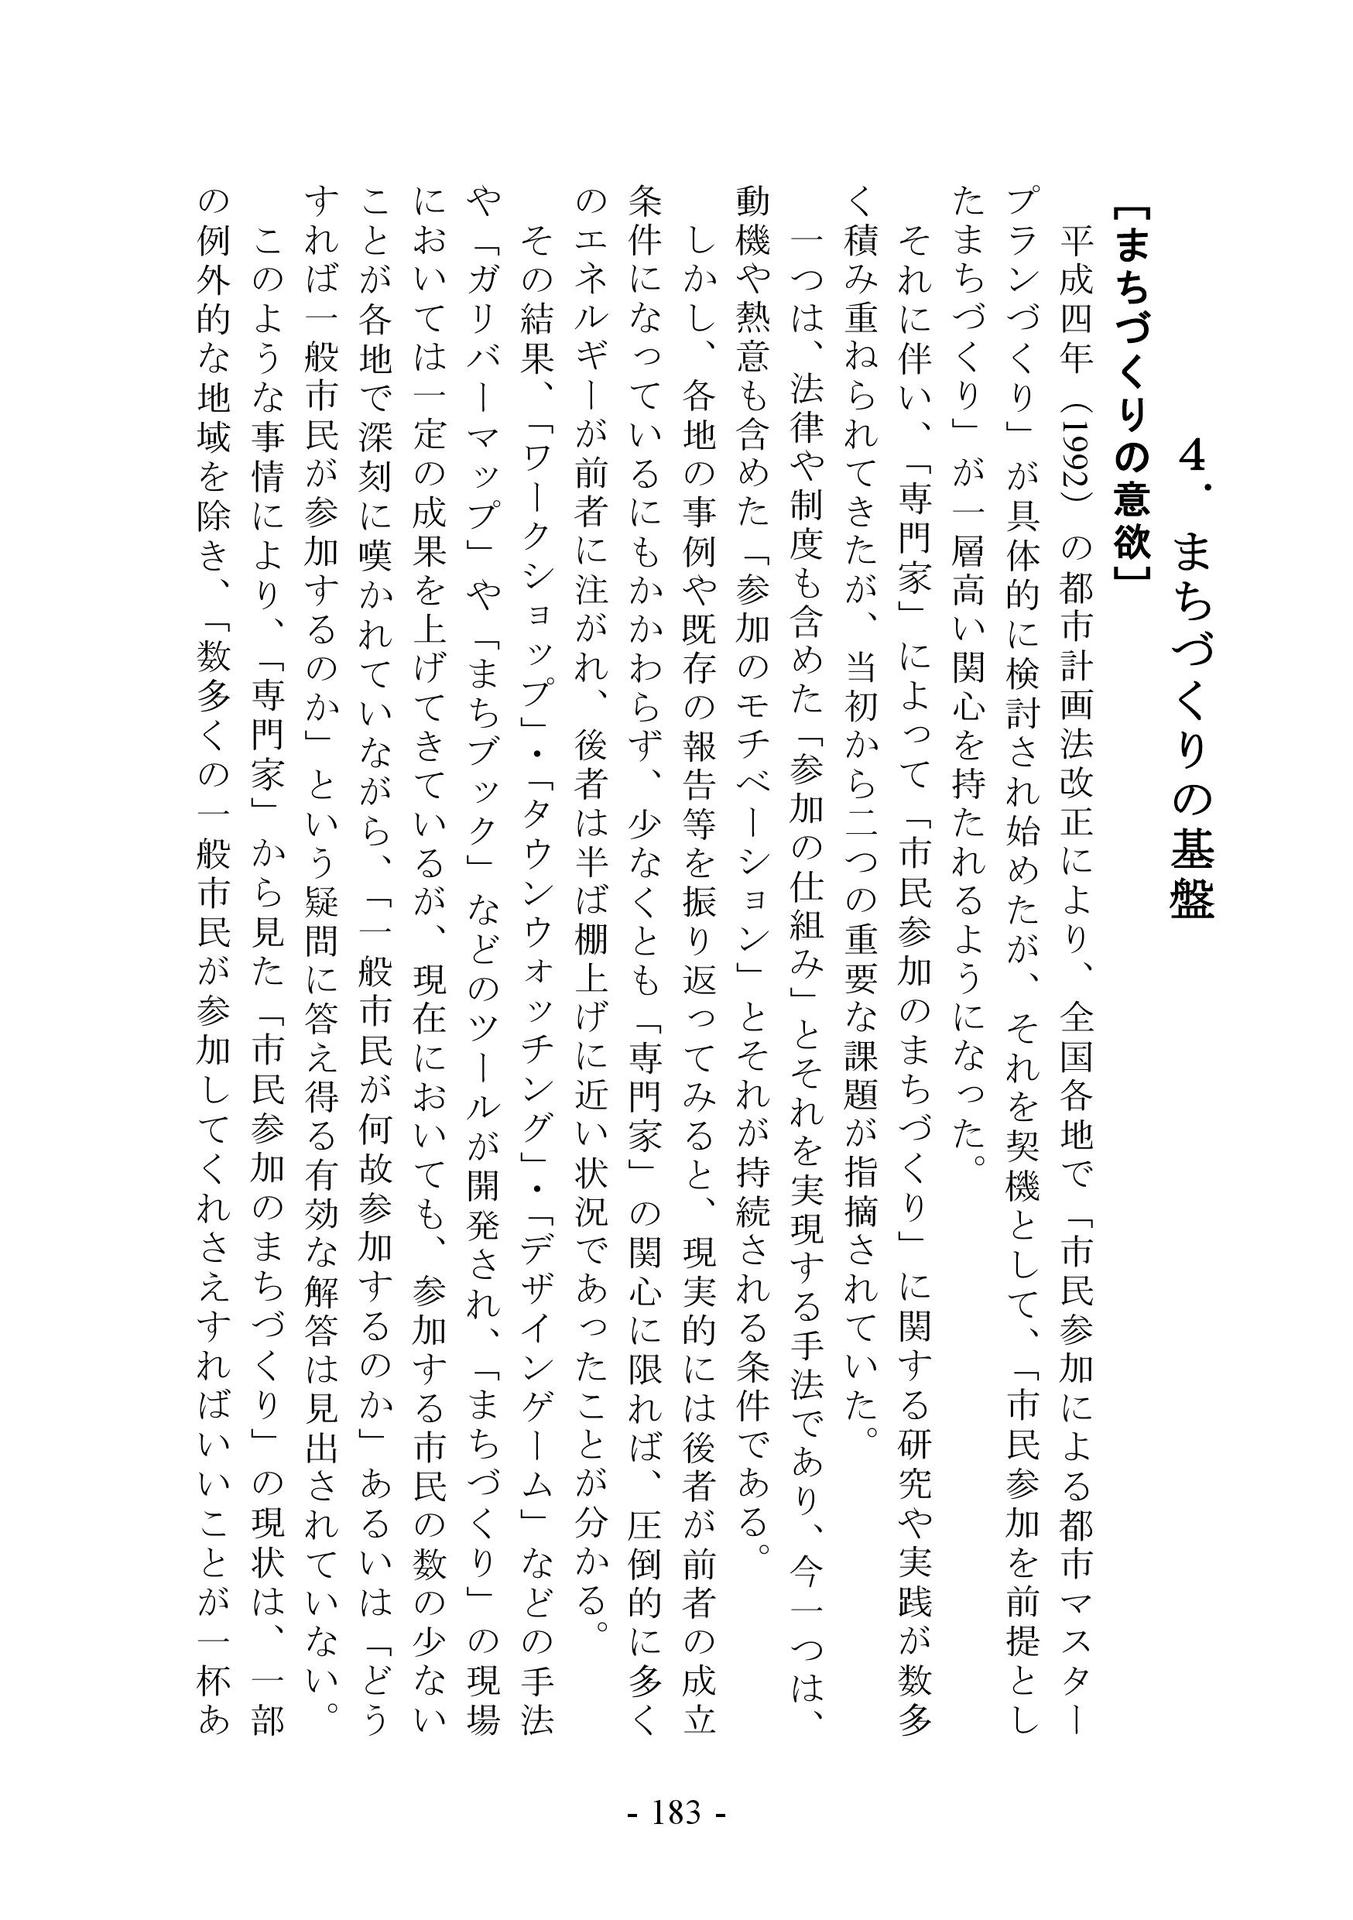 4．まちづくりの基盤
[まちづくりの意欲]
平成四年（1992）の都市計画法改正により、全国各地で「市民参加による都市マスター
プランづくり」が具体的に検討され始めたが、それを契機として、「市民参加を前提とし
たまちづくり」が一層高い関心を持たれるようになった。
それに伴い、「専門家」によって「市民参加のまちづくり」に関する研究や実践が数多
く積み重ねられてきたが、当初から二つの重要な課題が指摘されていた。
一つは、法律や制度も含めた「参加の仕組み」とそれを実現する手法であり、今一つは、
動機や熱意も含めた「参加のモチベーション」とそれが持続される条件である。
しかし、各地の事例や既存の報告等を振り返ってみると、現実的には後者が前者の成立
条件になっているにもかかわらず、少なくとも「専門家」の関心に限れば、圧倒的に多く
のエネルギーが前者に注がれ、後者は半ば棚上げに近い状況であったことが分かる。
その結果、「ワークショップ」・「タウンウォッチング」・「デザインゲーム」などの手法
や「ガリバーマップ」や「まちブック」などのツールが開発され、「まちづくり」の現場
においては一定の成果を上げてきているが、現在においても、参加する市民の数の少ない
ことが各地で深刻に嘆かれていながら、「一般市民が何故参加するのか」あるいは「どう
すれば一般市民が参加するのか」という疑問に答え得る有効な解答は見出されていない。
このような事情により、「専門家」から見た「市民参加のまちづくり」の現状は、一部
の例外的な地域を除き、「数多くの一般市民が参加してくれさえすればいいことが一杯あ
- 183 -